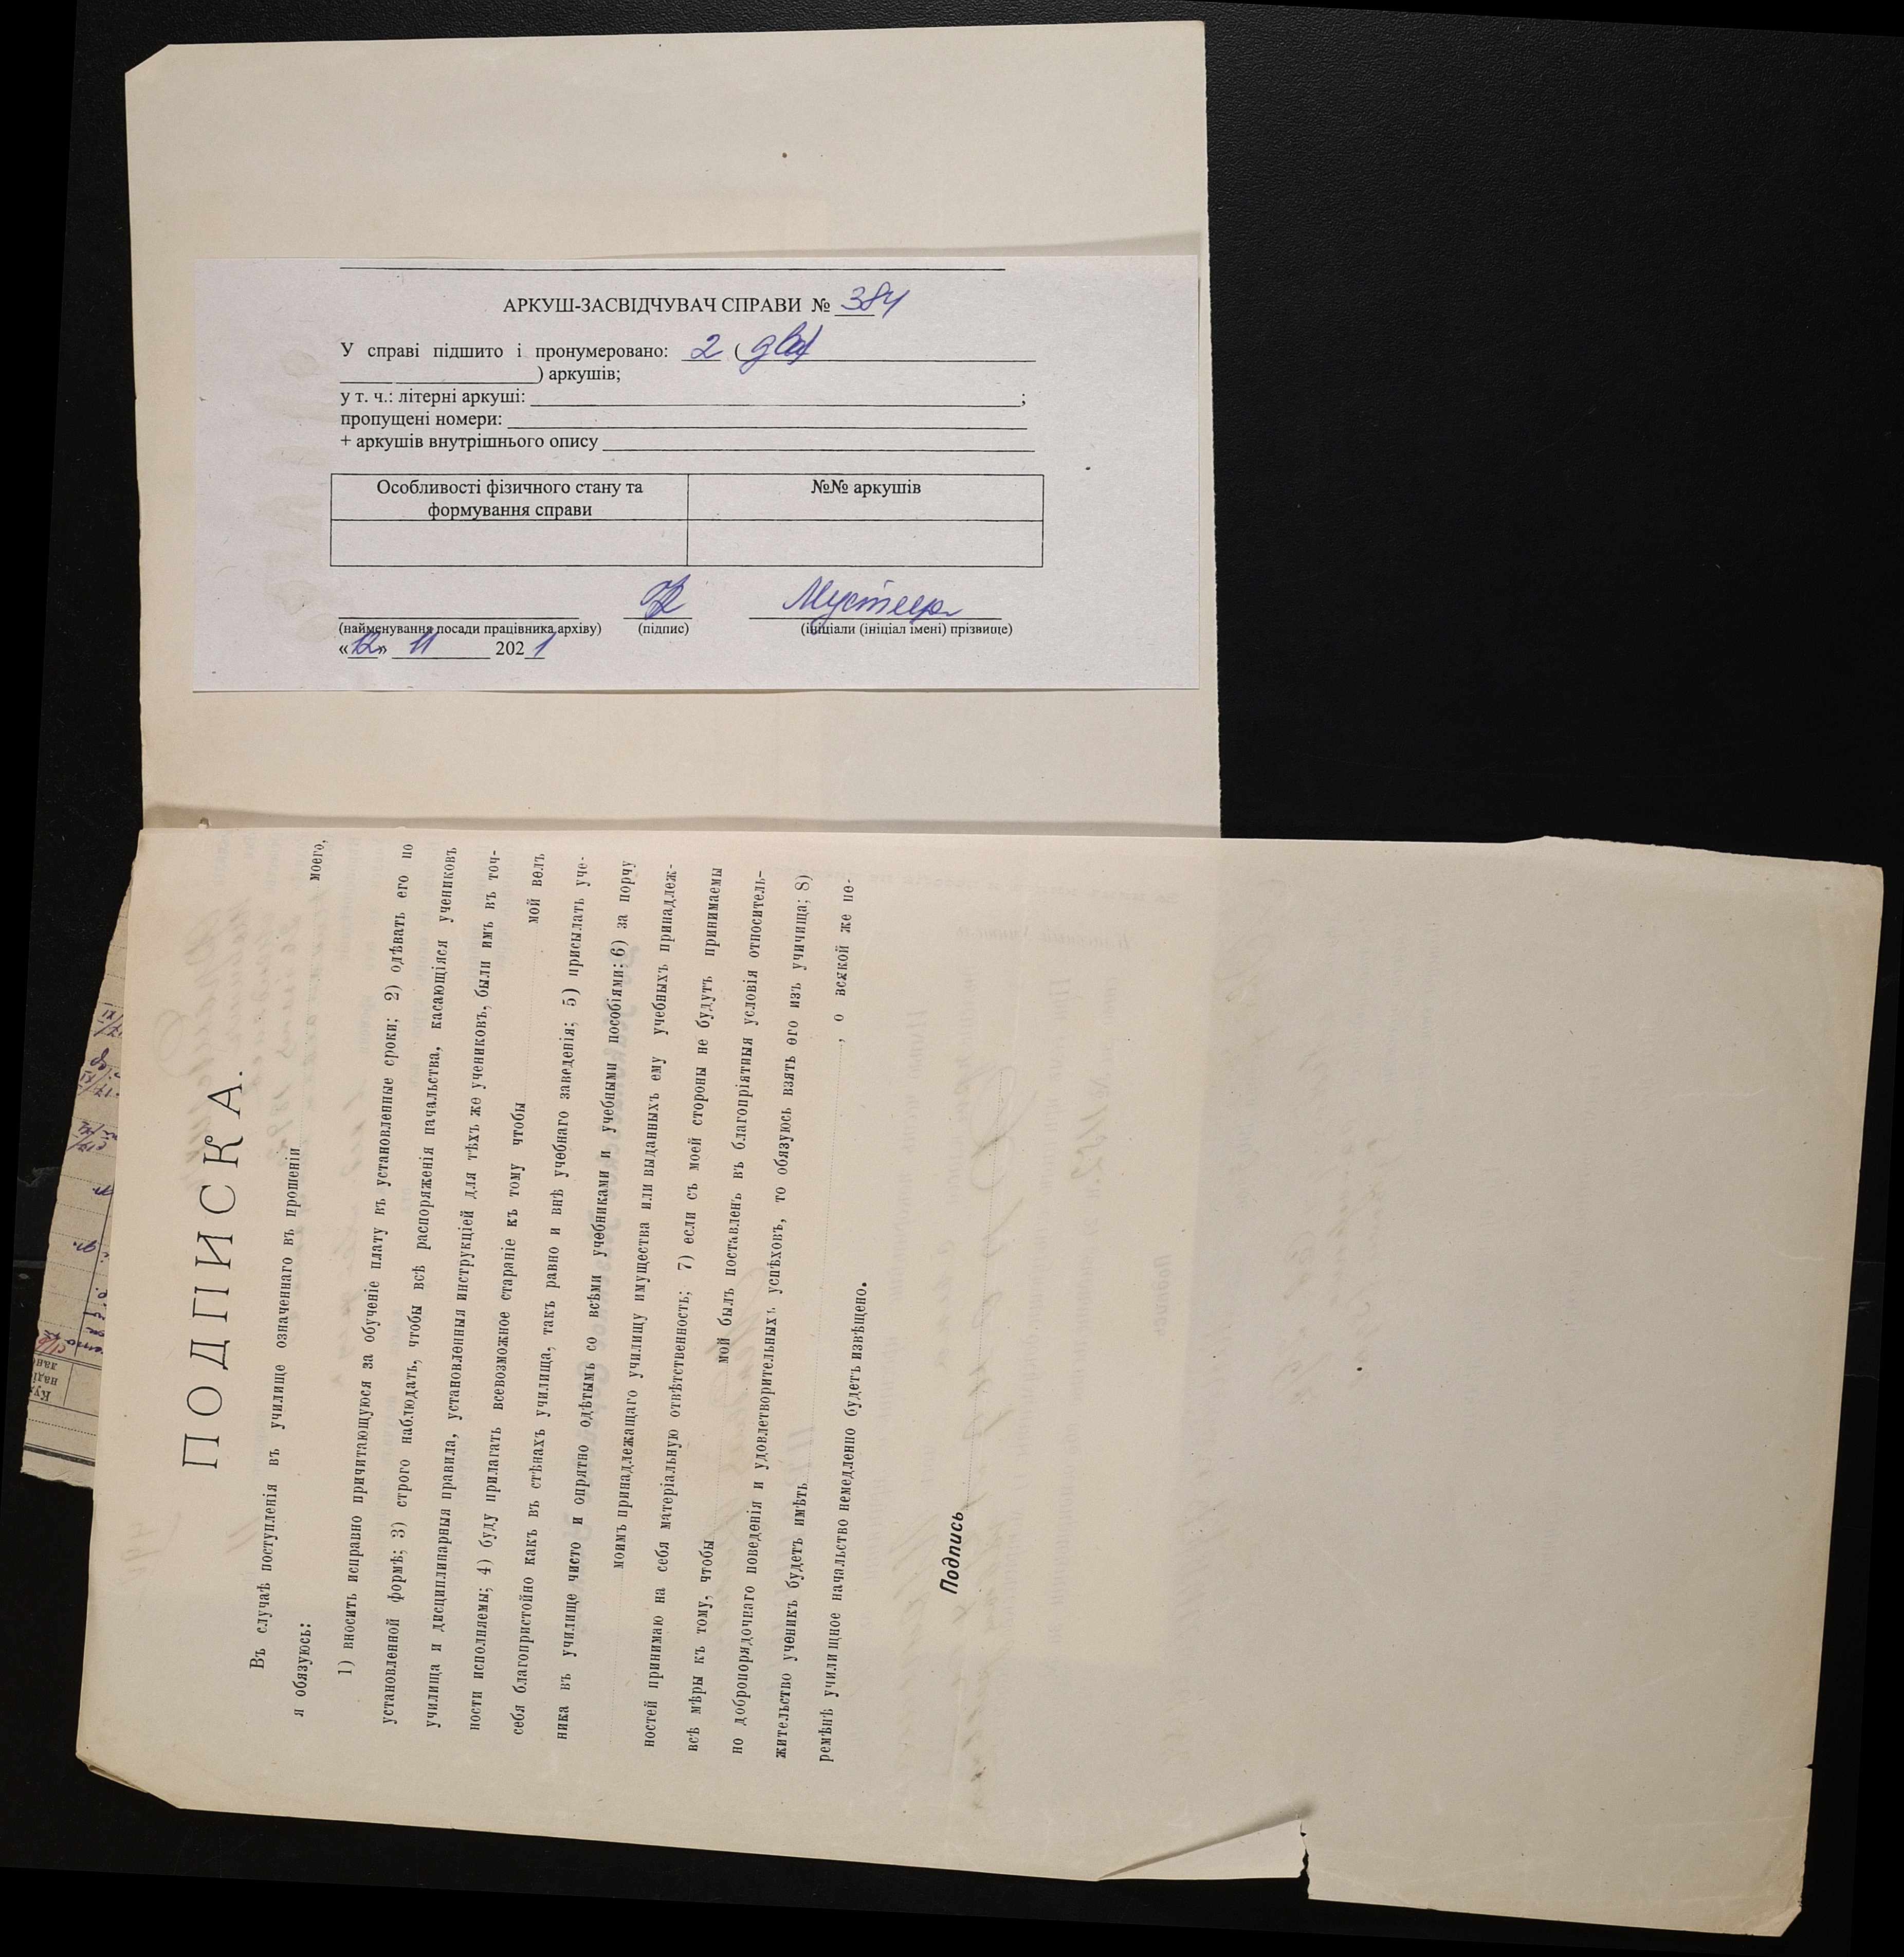 АРКУШ-ЗАСВІДЧУВАЧ СПРАВИ № 384
У справі підшито і пронумеровано: 2 ( два
) аркушів;
у т. ч.: літерні аркуші: ;
пропущені номери:
+ аркушів внутрішнього опису
Особливості фізичного стану та
формування справи
№№ аркушів
(найменування посади працівника архіву) (підпис) (ініціали (ініціал імені) прізвище)
«12» 11 2021
ПОДПИСКА.
Въ случаѣ поступленія въ училище означеннаго въ прошеніи моего,
я обязуюсь:
1) вносить исправно причитающуюся за обученіе плату въ установленные сроки; 2) одѣвать его по
установленной формѣ; 3) строго наблюдать, чтобы всѣ распоряженія начальства, касающіяся учениковъ
училища и дисциплинарныя правила, установленныя инструкціей для тѣхъ же учениковъ, были имъ въ точ-
ности исполняемы; 4) буду прилагать всевозможное стараніе къ тому чтобы мой велъ
себя благопристойно какъ въ стѣнахъ училища, такъ равно и внѣ учебнаго заведенія; 5) присылать уче-
ника въ училище чисто и опрятно одѣтымъ со всѣми учебниками и учебными пособіями; 6) за порчу
моимъ принадлежащаго училищу имущества или выданныхъ ему учебныхъ принадлеж-
ностей принимаю на себя матеріальную отвѣтственность; 7) если съ моей стороны не будутъ принимаемы
всѣ мѣры къ тому, чтобы мой былъ поставленъ въ благопріятныя условія относитель-
но добропорядочнаго поведенія и удовлетворительныхъ успѣховъ, то обязуюсь взять его изъ учичища; 8)
жительство ученикъ будетъ имѣть , о всякой же пе-
ремѣнѣ училищное начальство немедленно будетъ извѣщено.
Подпись